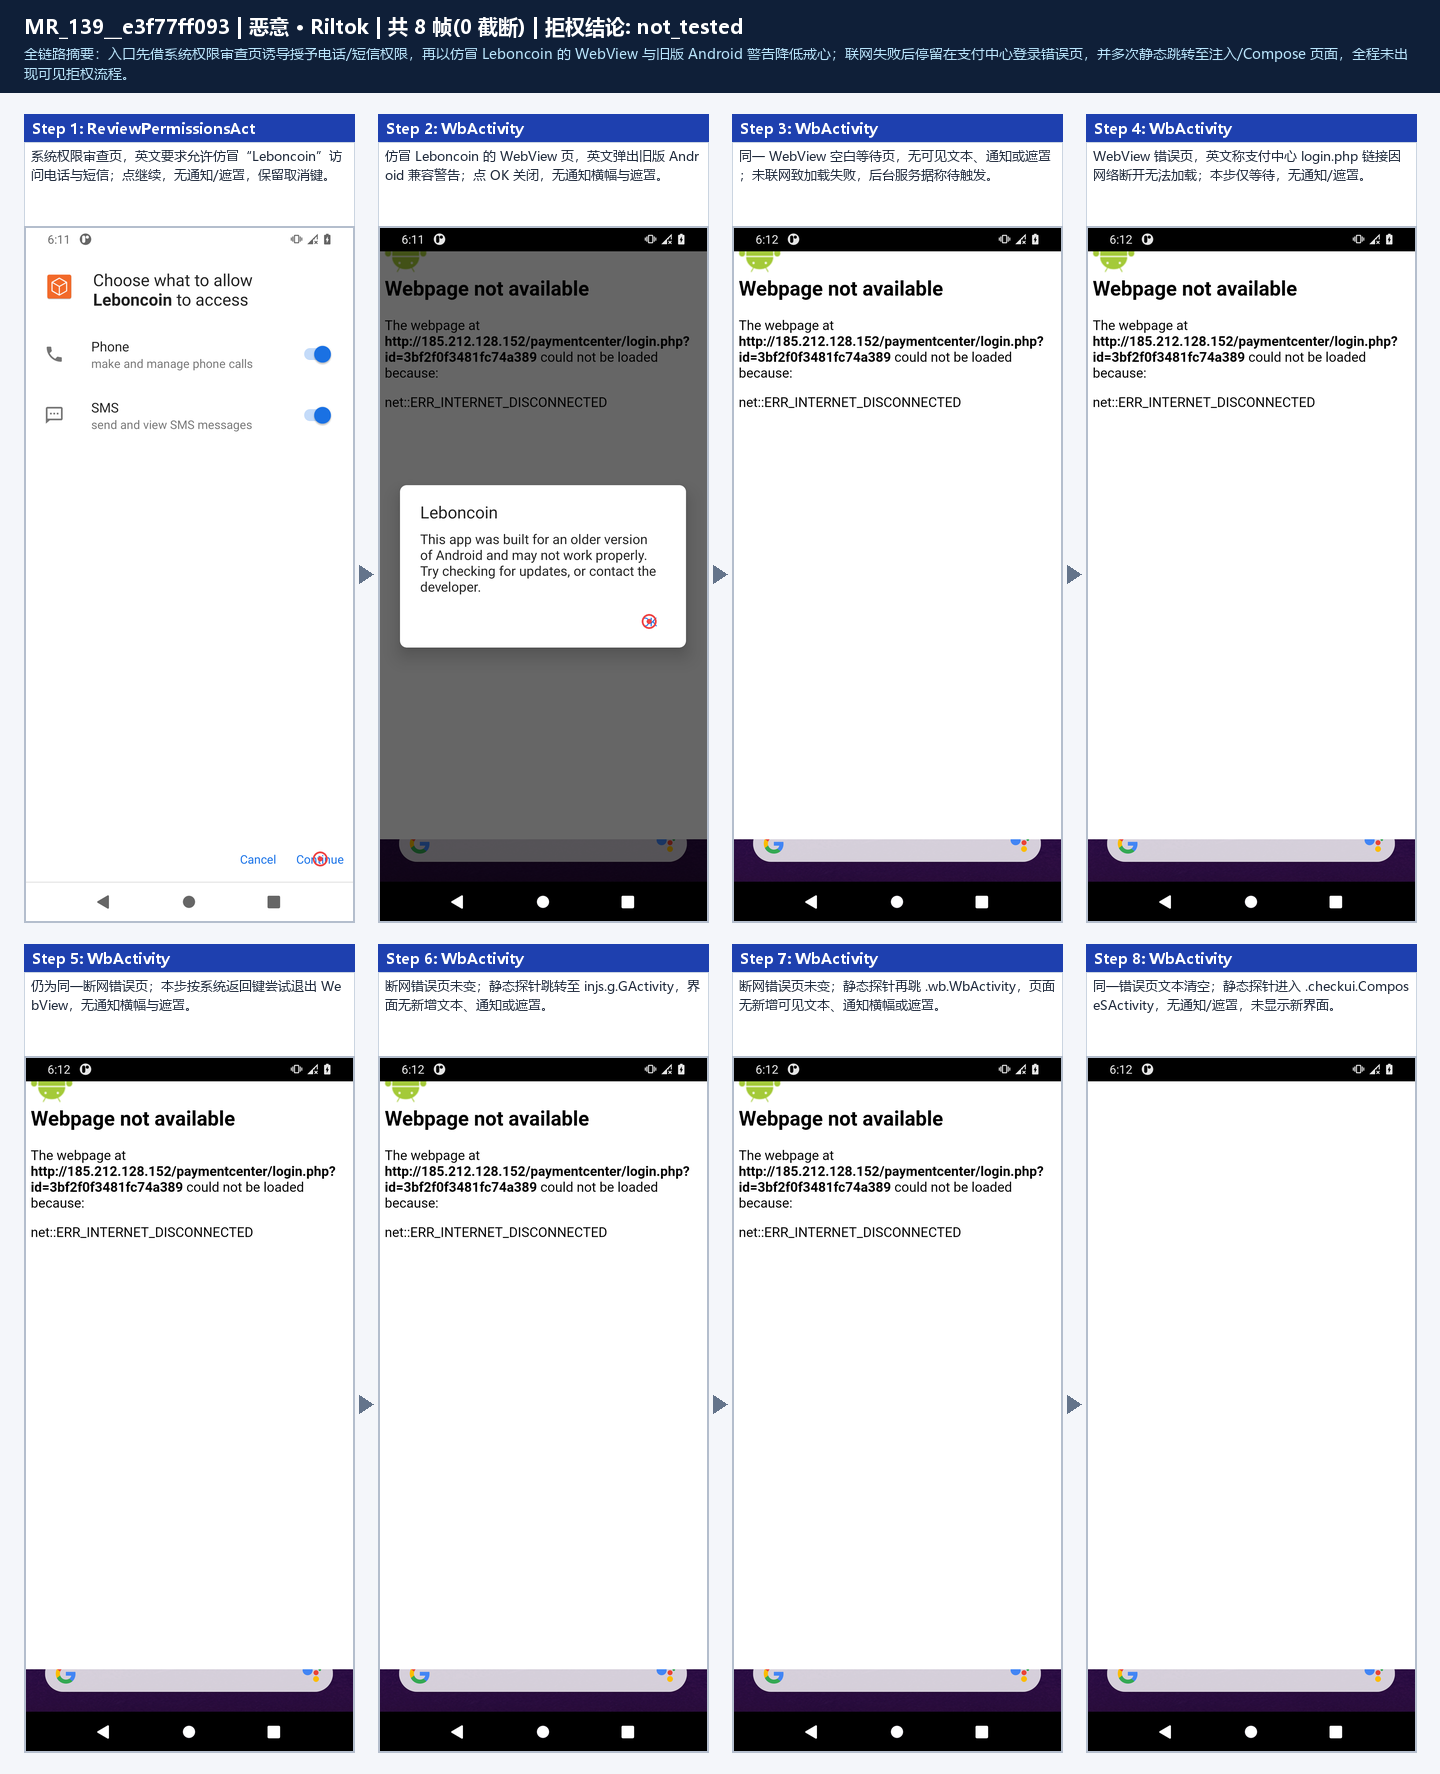 MR_139__e3f77ff093 | 恶意 • Riltok | 共 8 帧(0 截断) | 拒权结论: not_tested
全链路摘要：入口先借系统权限审查页诱导授予电话/短信权限，再以仿冒 Leboncoin 的 WebView 与旧版 Android 警告降低戒心；联网失败后停留在支付中心登录错误页，并多次静态跳转至注入/Compose 页面，全程未出
现可见拒权流程。
Step 1: ReviewPermissionsAct
系统权限审查页，英文要求允许仿冒“Leboncoin”访
问电话与短信；点继续，无通知/遮罩，保留取消键。
6:11
Choose what to allow
Leboncoin to access
Phone
make and manage phone calls
SMS
send and view SMS messages
Cancel
Continue
Step 2: WbActivity
仿冒 Leboncoin 的 WebView 页，英文弹出旧版 Andr
oid 兼容警告；点 OK 关闭，无通知横幅与遮罩。
6:11
Webpage not available
The webpage at
http://185.212.128.152/paymentcenter/login.php?
id=3bf2f0f3481fc74a389 could not be loaded
because:
net::ERR_INTERNET_DISCONNECTED
Leboncoin
This app was built for an older version
of Android and may not work properly.
Try checking for updates, or contact the
developer.
Step 3: WbActivity
同一 WebView 空白等待页，无可见文本、通知或遮罩
；未联网致加载失败，后台服务据称待触发。
6:12
Webpage not available
The webpage at
http://185.212.128.152/paymentcenter/login.php?
id=3bf2f0f3481fc74a389 could not be loaded
because:
net::ERR_INTERNET_DISCONNECTED
Step 4: WbActivity
WebView 错误页，英文称支付中心 login.php 链接因
网络断开无法加载；本步仅等待，无通知/遮罩。
6:12
Webpage not available
The webpage at
http://185.212.128.152/paymentcenter/login.php?
id=3bf2f0f3481fc74a389 could not be loaded
because:
net::ERR_INTERNET_DISCONNECTED
Step 5: WbActivity
仍为同一断网错误页；本步按系统返回键尝试退出 We
bView，无通知横幅与遮罩。
6:12
Webpage not available
The webpage at
http://185.212.128.152/paymentcenter/login.php?
id=3bf2f0f3481fc74a389 could not be loaded
because:
net::ERR_INTERNET_DISCONNECTED
Step 6: WbActivity
断网错误页未变；静态探针跳转至 injs.g.GActivity，界
面无新增文本、通知或遮罩。
6:12
Webpage not available
The webpage at
http://185.212.128.152/paymentcenter/login.php?
id=3bf2f0f3481fc74a389 could not be loaded
because:
net::ERR_INTERNET_DISCONNECTED
Step 7: WbActivity
断网错误页未变；静态探针再跳 .wb.WbActivity，页面
无新增可见文本、通知横幅或遮罩。
6:12
Webpage not available
The webpage at
http://185.212.128.152/paymentcenter/login.php?
id=3bf2f0f3481fc74a389 could not be loaded
because:
net::ERR_INTERNET_DISCONNECTED
Step 8: WbActivity
同一错误页文本清空；静态探针进入 .checkui.Compos
eSActivity，无通知/遮罩，未显示新界面。
6:12